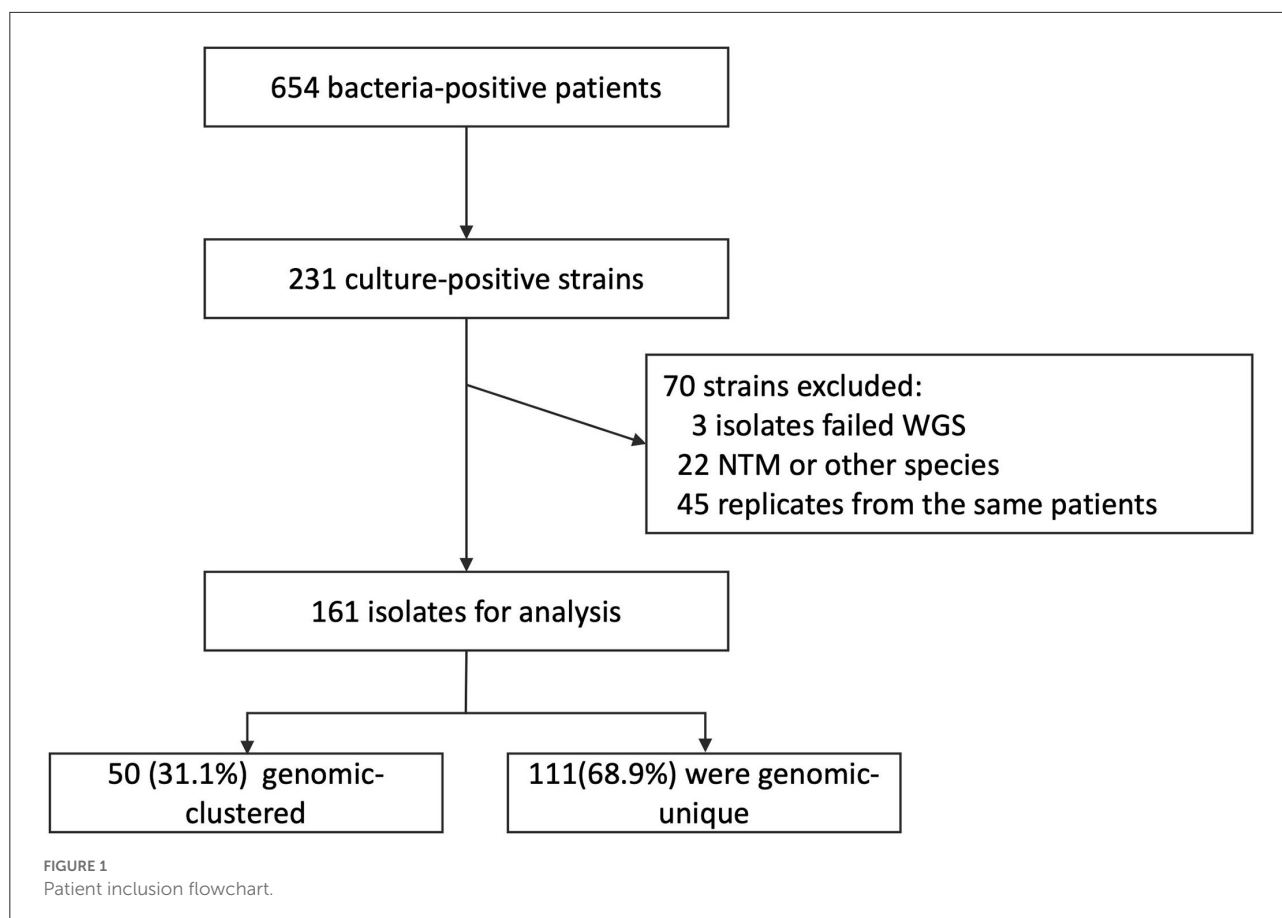 654 bacteria-positive patients
231 culture-positive strains
70 strains excluded:
3 isolates failed WGS
22 NTM or other species
45 replicates from the same patients
161 isolates for analysis
50 (31.1%) genomic-
clustered
111(68.9%) were genomic-
unique
FIGURE 1
Patient inclusion flowchart.